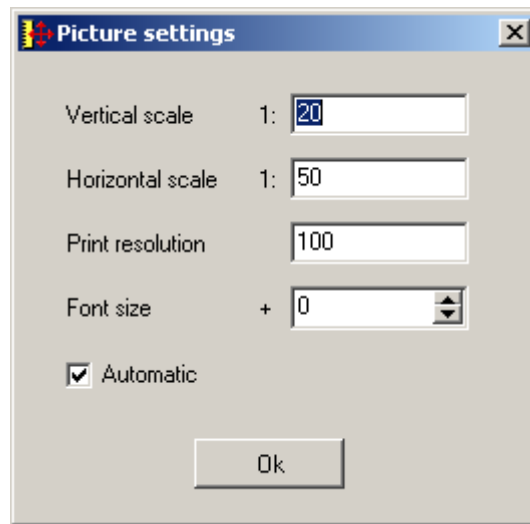 Picture settings
Vertical scale 1: 20
Horizontal scale 1: 50
Print resolution 100
Font size + 0
Automatic
Ok